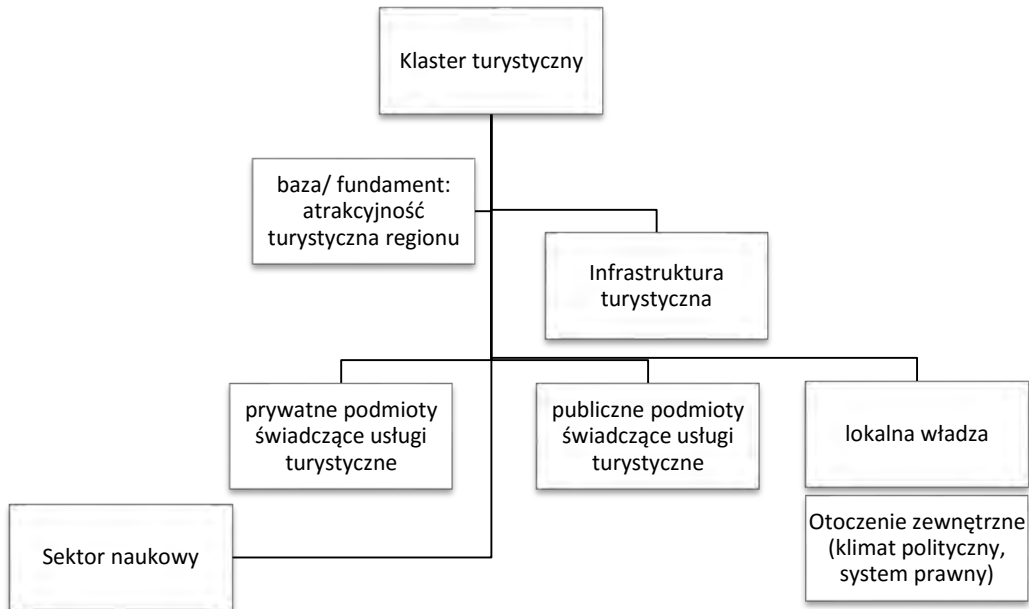 Klaster turystyczny
baza/ fundament:
atrakcyjność
turystyczna regionu
Infrastruktura
turystyczna
prywatne podmioty
świadczące usługi
turystyczne
publiczne podmioty
świadczące usługi
turystyczne
lokalna władza
Sektor naukowy
Otoczenie zewnętrzne
(klimat polityczny,
system prawny)